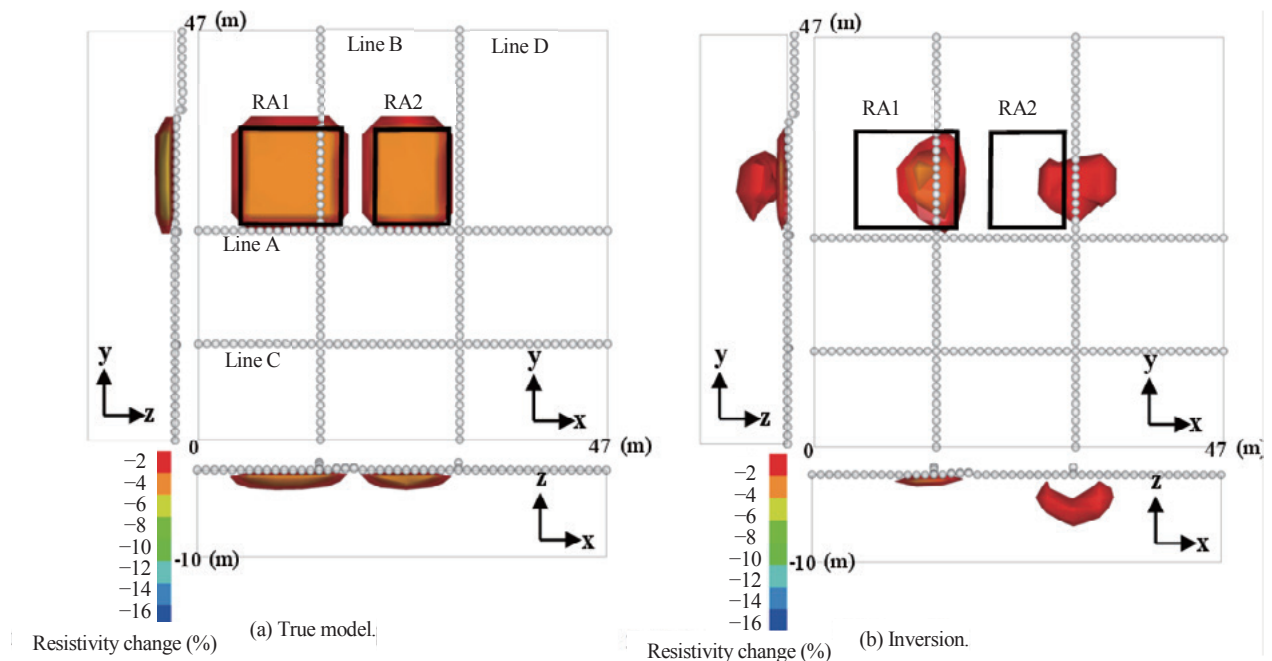 47 (m)
Line B
Line D
RA1
RA2
Line A
Line C
y
z
y
x
0
47 (m)
−2
−4
−6
−8
−10
−12
−14
−16
z
x
-10 (m)
Resistivity change (%)
(a) True model.
47 (m)
RA1
RA2
y
z
y
x
0
47 (m)
−2
−4
−6
−8
−10
−12
−14
−16
z
x
-10 (m)
Resistivity change (%)
(b) Inversion.